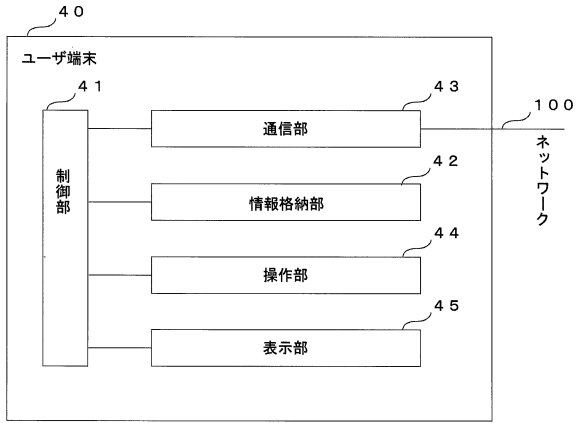 ４０
ユーザ端末
４１
制御部
４３
通信部
１００
ネットワーク
４２
情報格納部
４４
操作部
４５
表示部